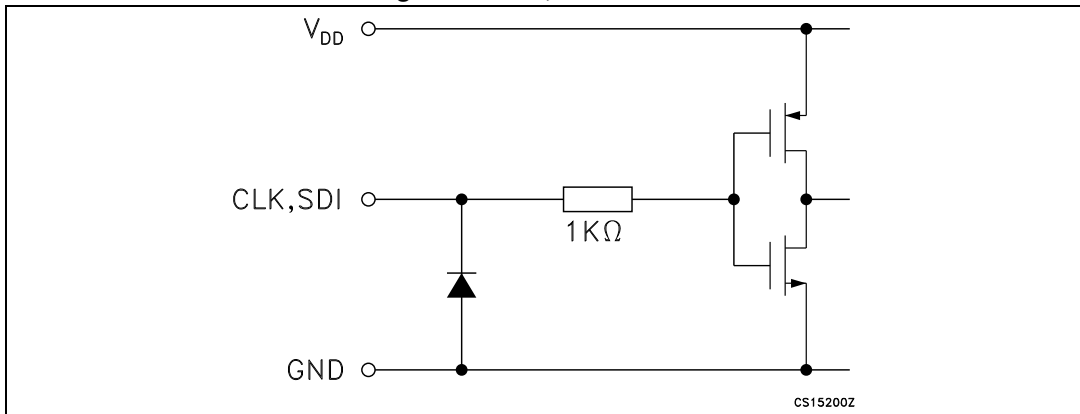 V_DD
CLK,SDI
1KΩ
GND
CS15200Z